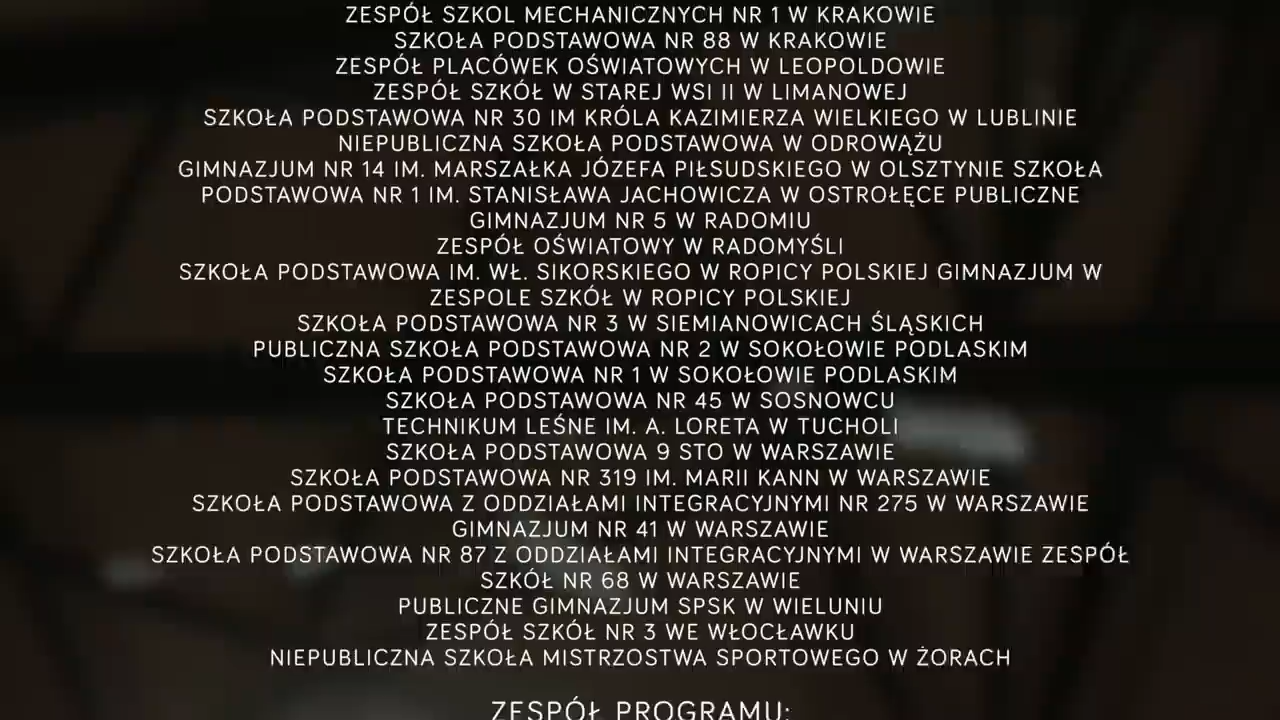 ZESPÓŁ SZKOL MECHANICZNYCH NR 1 W KRAKOWIE
SZKOŁA PODSTAWOWA NR 88 W KRAKOWIE
ZESPÓŁ PLACÓWEK OŚWIATOWYCH W LEOPOLDOWIE
ZESPÓŁ SZKÓŁ W STAREJ WSI II W LIMANOWEJ
SZKOŁA PODSTAWOWA NR 30 IM KRÓLA KAZIMIERZA WIELKIEGO W LUBLINIE
NIEPUBLICZNA SZKOŁA PODSTAWOWA W ODROWĄŻU
GIMNAZJUM NR 14 IM. MARSZAŁKA JÓZEFA PIŁSUDSKIEGO W OLSZTYNIE SZKOŁA
PODSTAWOWA NR 1 IM. STANISŁAWA JACHOWICZA W OSTROŁĘCE PUBLICZNE
GIMNAZJUM NR 5 W RADOMIU
ZESPÓŁ OŚWIATOWY W RADOMYŚLI
SZKOŁA PODSTAWOWA IM. WŁ. SIKORSKIEGO W ROPICY POLSKIEJ GIMNAZJUM W
ZESPOLE SZKÓŁ W ROPICY POLSKIEJ
SZKOŁA PODSTAWOWA NR 3 W SIEMIANOWICACH ŚLĄSKICH
PUBLICZNA SZKOŁA PODSTAWOWA NR 2 W SOKOŁOWIE PODLASKIM
SZKOŁA PODSTAWOWA NR 1 W SOKOŁOWIE PODLASKIM
SZKOŁA PODSTAWOWA NR 45 W SOSNOWCU
TECHNIKUM LEŚNE IM. A. LORETA W TUCHOLI
SZKOŁA PODSTAWOWA 9 STO W WARSZAWIE
SZKOŁA PODSTAWOWA NR 319 IM. MARII KANN W WARSZAWIE
SZKOŁA PODSTAWOWA Z ODDZIAŁAMI INTEGRACYJNYMI NR 275 W WARSZAWIE
GIMNAZJUM NR 41 W WARSZAWIE
SZKOŁA PODSTAWOWA NR 87 Z ODDZIAŁAMI INTEGRACYJNYMI W WARSZAWIE ZESPÓŁ
SZKÓŁ NR 68 W WARSZAWIE
PUBLICZNE GIMNAZJUM SPSK W WIELUNIU
ZESPÓŁ SZKÓŁ NR 3 WE WŁOCŁAWKU
NIEPUBLICZNA SZKOŁA MISTRZOSTWA SPORTOWEGO W ŻORACH
ZESPÓŁ PROGRAMU: